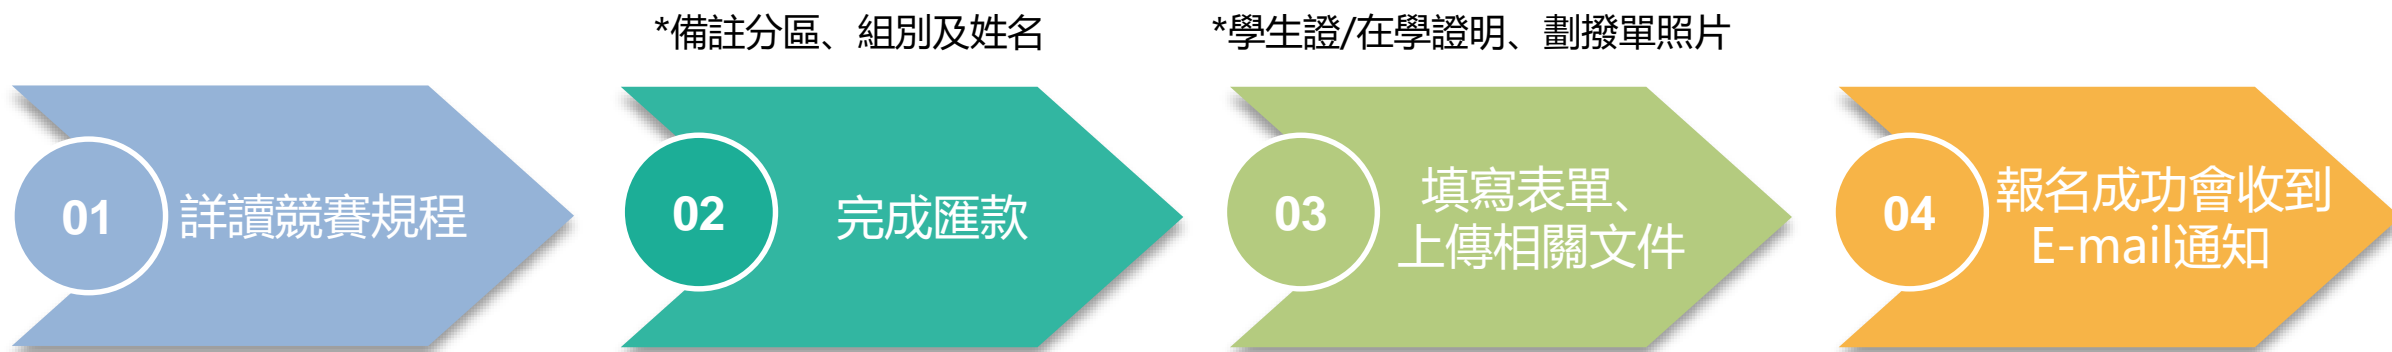 *備註分區、組別及姓名
*學生證/在學證明、劃撥單照片
01
詳讀競賽規程
02
完成匯款
03
填寫表單、
上傳相關文件
04
報名成功會收到
E-mail通知